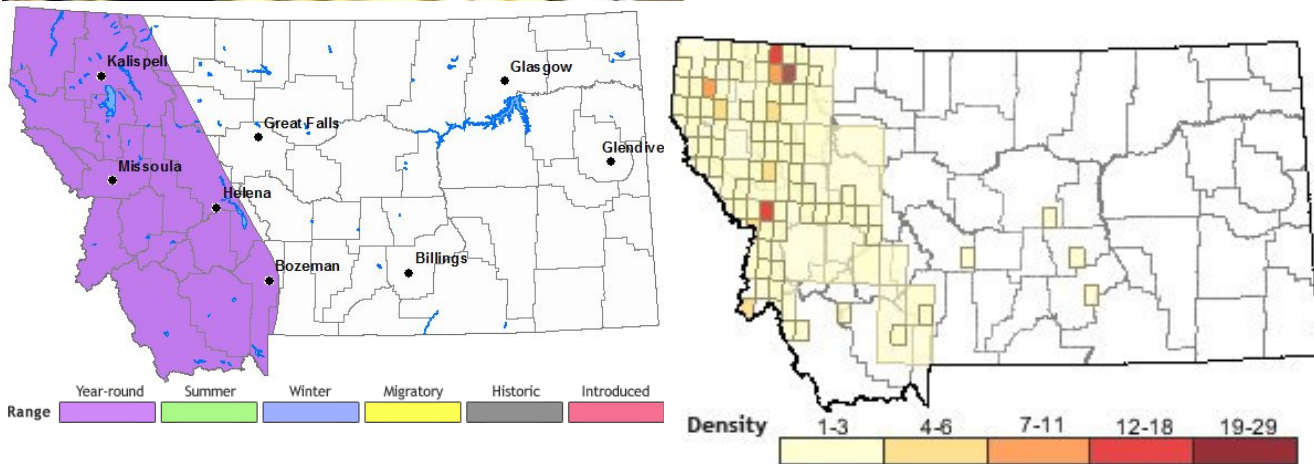 Kalispell
Glasgow
Great Falls
Glendive
Missoula
Helena
Bozeman
Billings
Year-round Summer Winter Migratory Historic Introduced
Range
Density 1-3 4-6 7-11 12-18 19-29